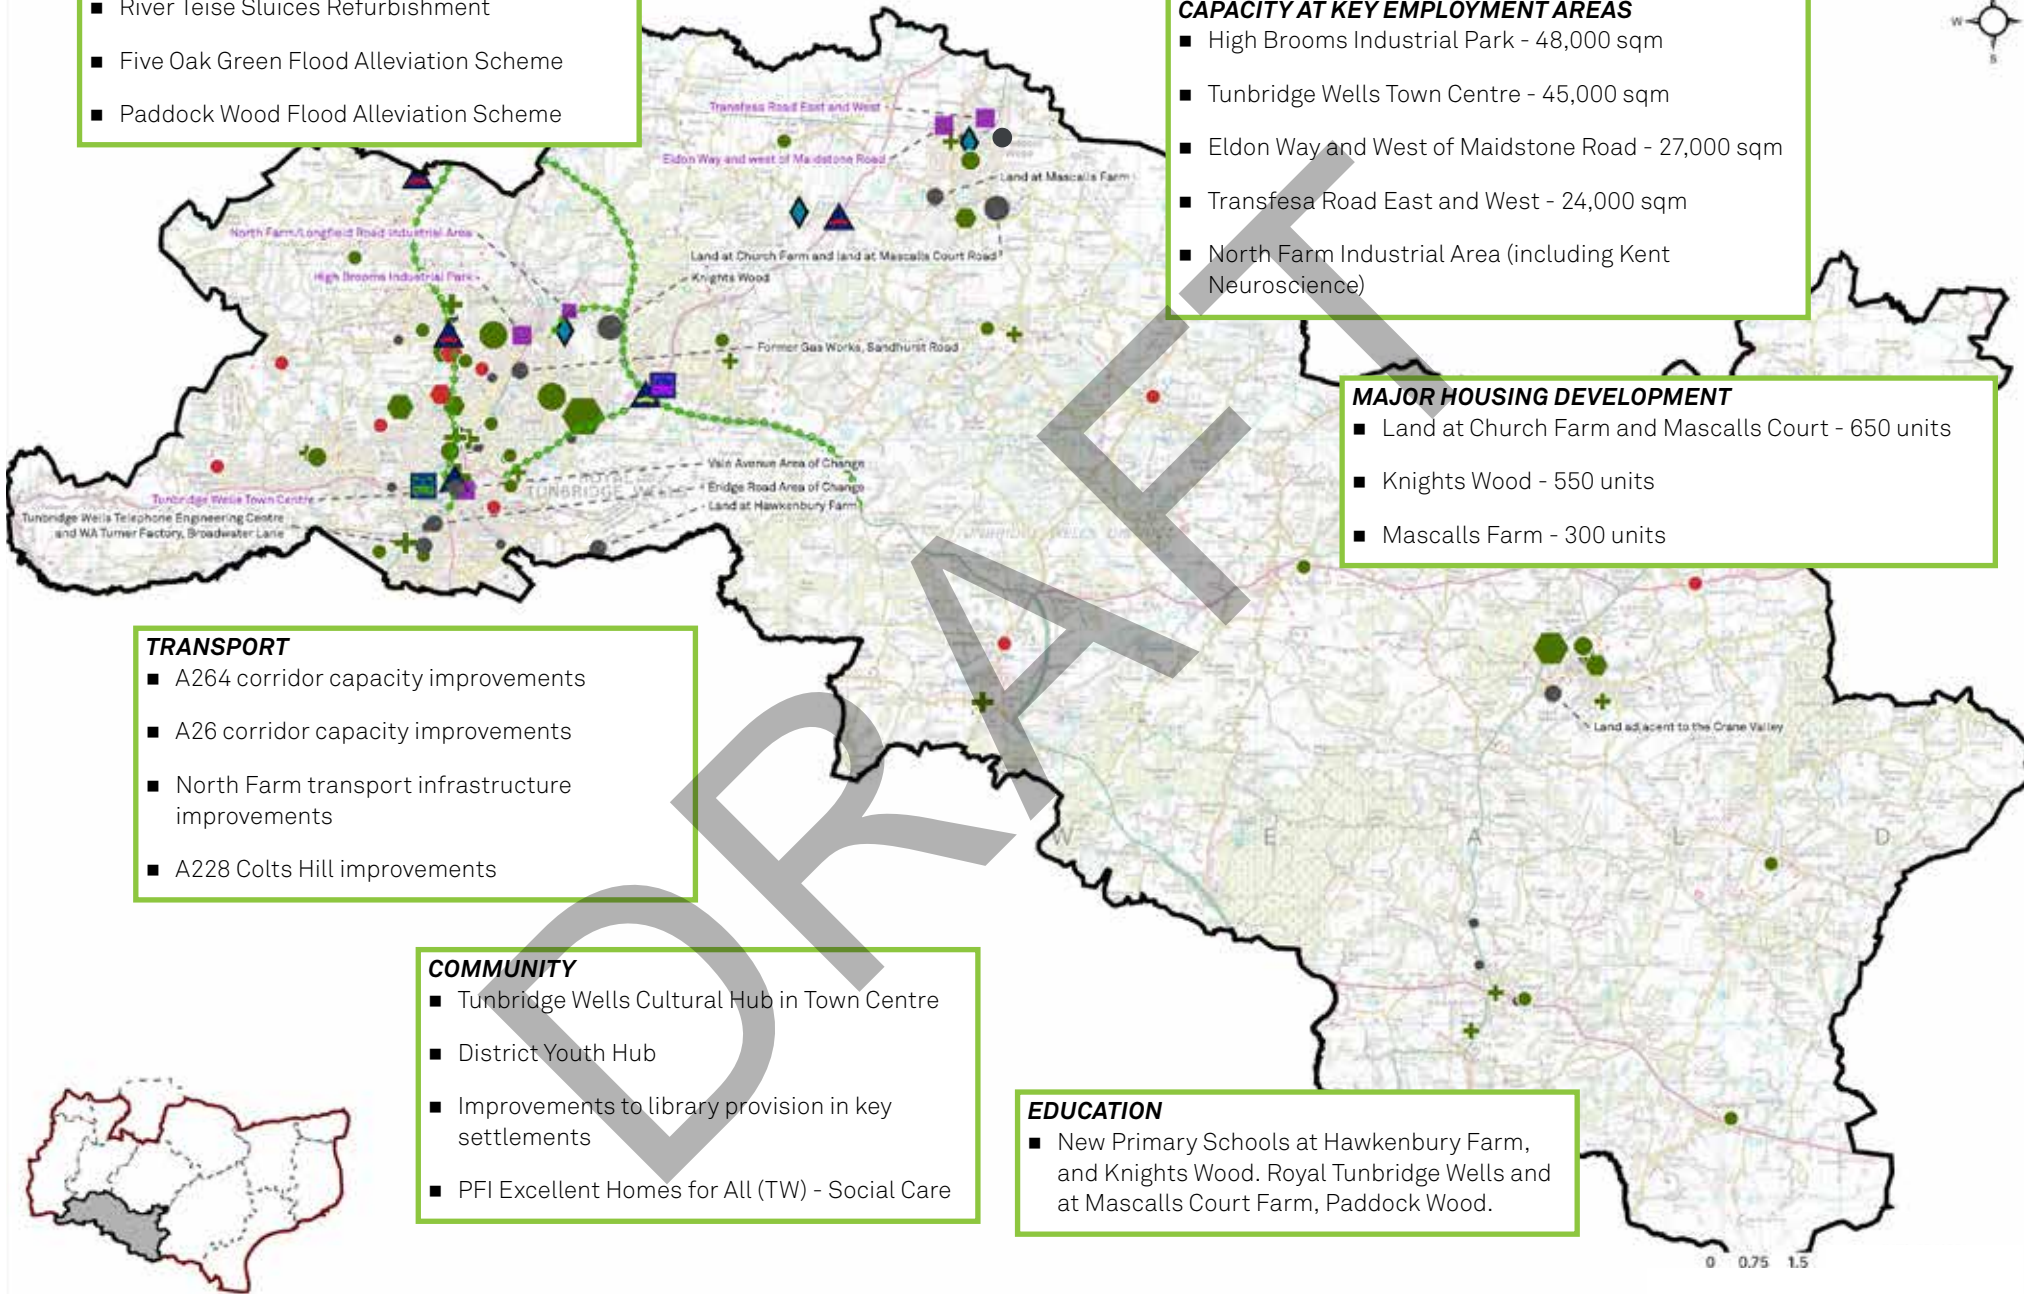 ■ River Teise Sluices Refurbishment
■ Five Oak Green Flood Alleviation Scheme
■ Paddock Wood Flood Alleviation Scheme
CAPACITY AT KEY EMPLOYMENT AREAS
■ High Brooms Industrial Park - 48,000 sqm
■ Tunbridge Wells Town Centre - 45,000 sqm
■ Eldon Way and West of Maidstone Road - 27,000 sqm
■ Transfesa Road East and West - 24,000 sqm
■ North Farm Industrial Area (including Kent
Neuroscience)
W
S
Transfesa Road East and West
Eldon Way and west of Maidstone Road
Land at Mascalls Farm
North Farm/Longfield Road Industrial Area
Land at Church Farm and land at Mascalls Court Road
High Brooms Industrial Park
Knights Wood
Former Gas Works, Sandhurst Road
MAJOR HOUSING DEVELOPMENT
■ Land at Church Farm and Mascalls Court - 650 units
■ Knights Wood - 550 units
■ Mascalls Farm - 300 units
Vale Avenue Area of Change
ROYAL
TUNBRIDGE WELLS
Eridge Road Area of Change
Tunbridge Wells Town Centre
Land at Hawkenbury Farm
Tunbridge Wells Telephone Engineering Centre
and WA Turner Factory, Broadwater Lane
TUNBRIDGE WELLS
TRANSPORT
■ A264 corridor capacity improvements
■ A26 corridor capacity improvements
■ North Farm transport infrastructure
improvements
■ A228 Colts Hill improvements
Land adjacent to the Crane Valley
W E A L D
DRAFT
COMMUNITY
■ Tunbridge Wells Cultural Hub in Town Centre
■ District Youth Hub
■ Improvements to library provision in key
settlements
■ PFI Excellent Homes for All (TW) - Social Care
EDUCATION
■ New Primary Schools at Hawkenbury Farm,
and Knights Wood. Royal Tunbridge Wells and
at Mascalls Court Farm, Paddock Wood.
0 0.75 1.5